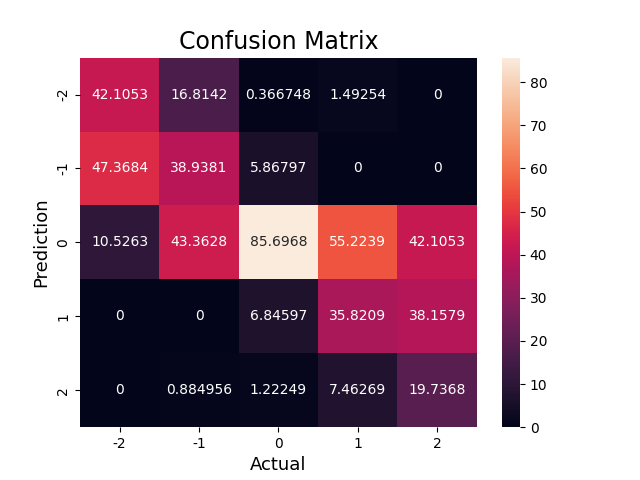 Confusion Matrix
-2 42.1053 16.8142 0.366748 1.49254 0
-1 47.3684 38.9381 5.86797 0 0
0 10.5263 43.3628 85.6968 55.2239 42.1053
1 0 0 6.84597 35.8209 38.1579
2 0 0.884956 1.22249 7.46269 19.7368
-2 -1 0 1 2
Prediction
Actual
80
70
60
50
40
30
20
10
0